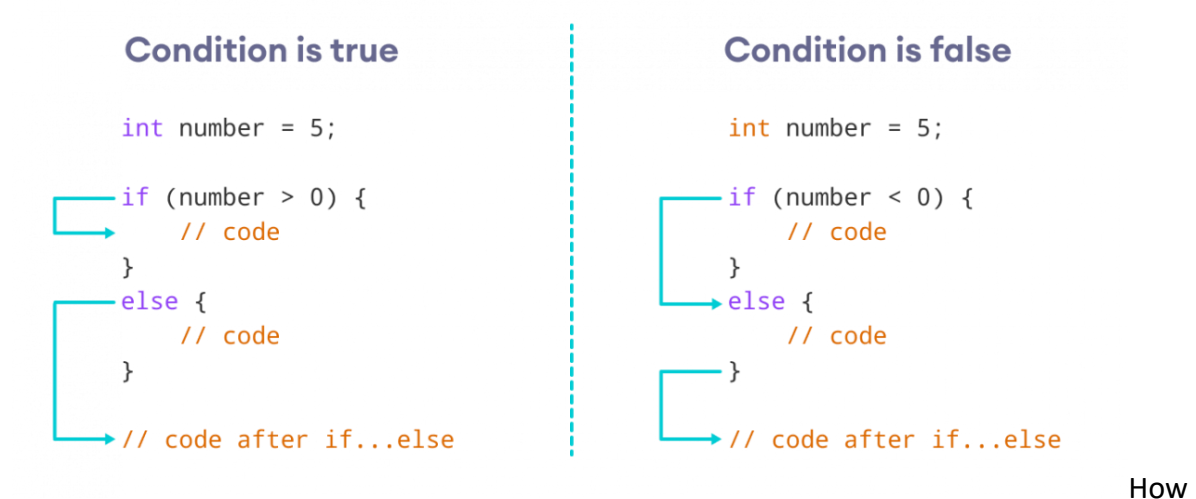 Condition is true
int number = 5;
if (number > 0) {
// code
}
else {
// code
}
// code after if...else
Condition is false
int number = 5;
if (number < 0) {
// code
}
else {
// code
}
// code after if...else
How